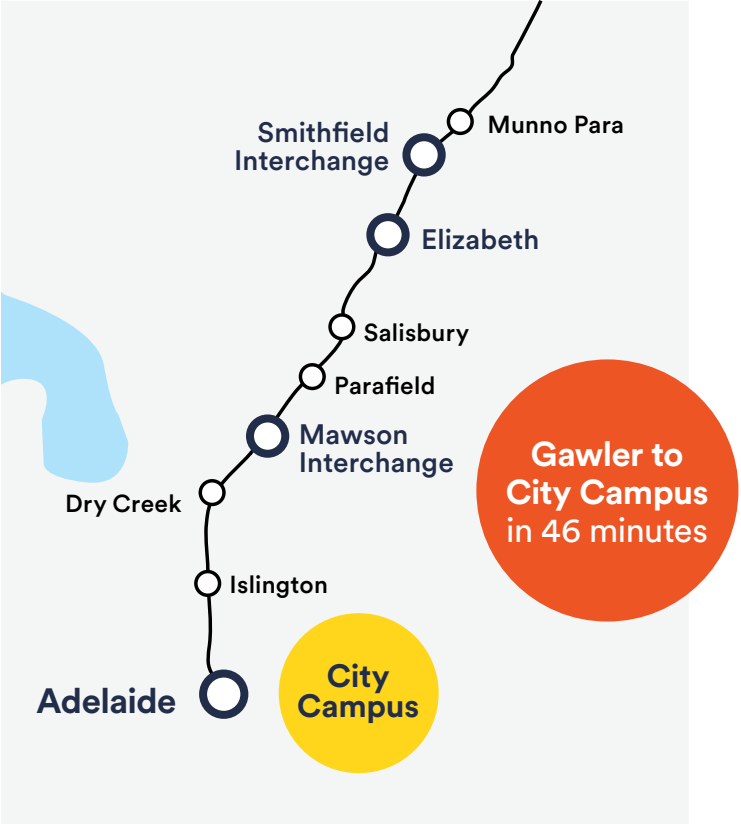 Munno Para
Smithfield
Interchange
Elizabeth
Salisbury
Parafield
Mawson
Interchange
Gawler to
City Campus
in 46 minutes
Dry Creek
Islington
Adelaide
City
Campus